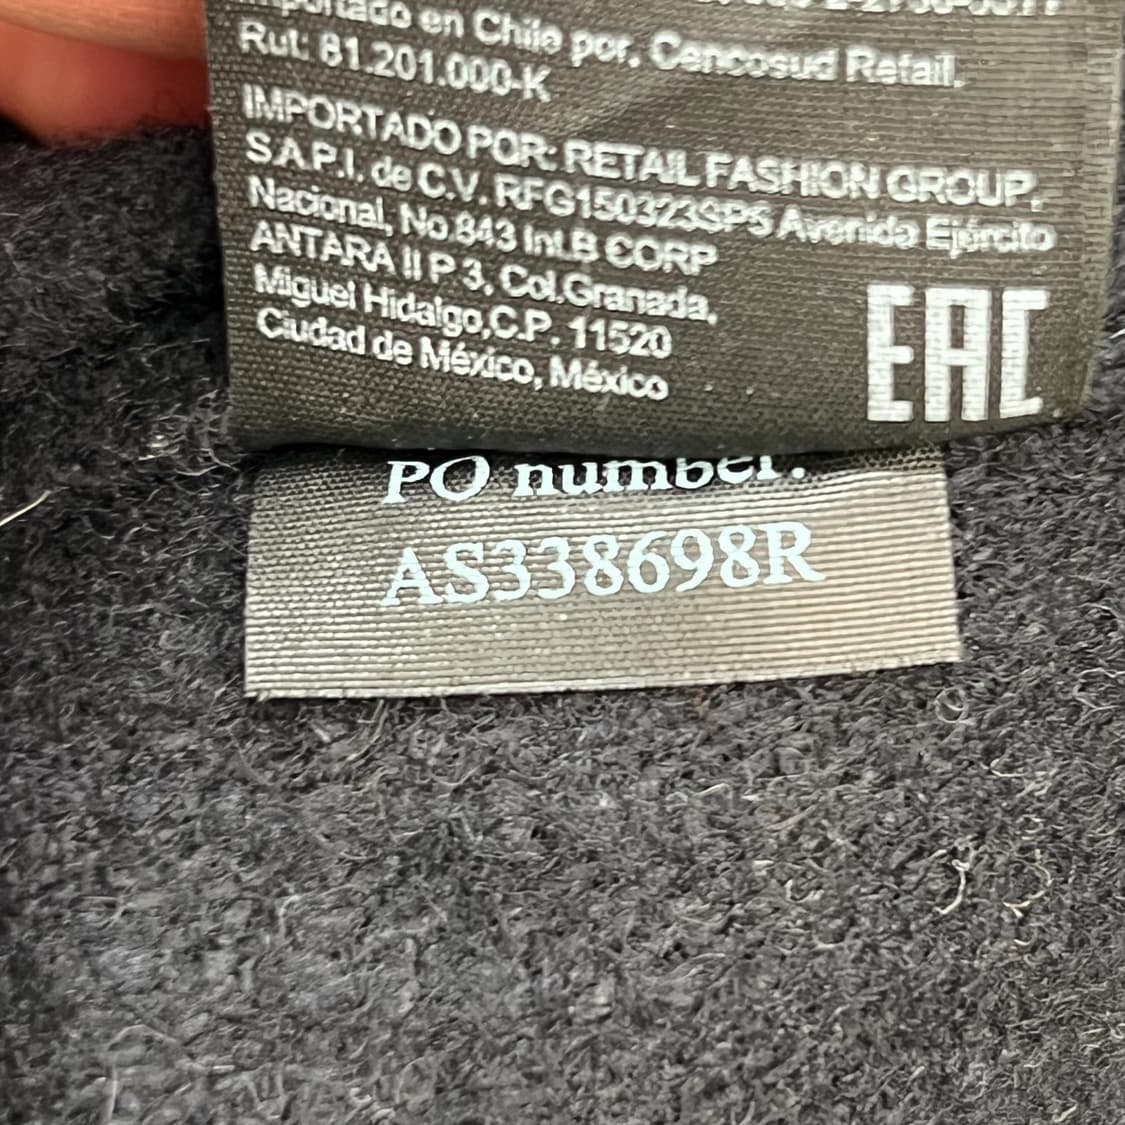 en Chile por. Cencosud Retail,
Rut: 81.201.000-K
IMPORTADO POR: RETAIL FASHION GROUP,
S.A.P.I. de C.V. RFG150323SPS Avenida Ejército
Nacional, No.843 Int.B CORP
ANTARA II P 3, Col.Granada,
Miguel Hidalgo,C.P. 11520
Ciudad de México, México
EAC
PO number:
AS338698R